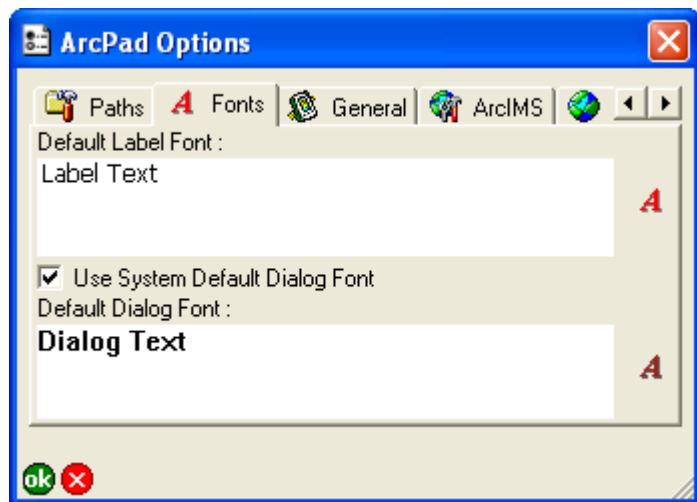 ArcPad Options
Paths A Fonts General ArcIMS
Default Label Font :
Label Text
A
Use System Default Dialog Font
Default Dialog Font :
Dialog Text
A
ok